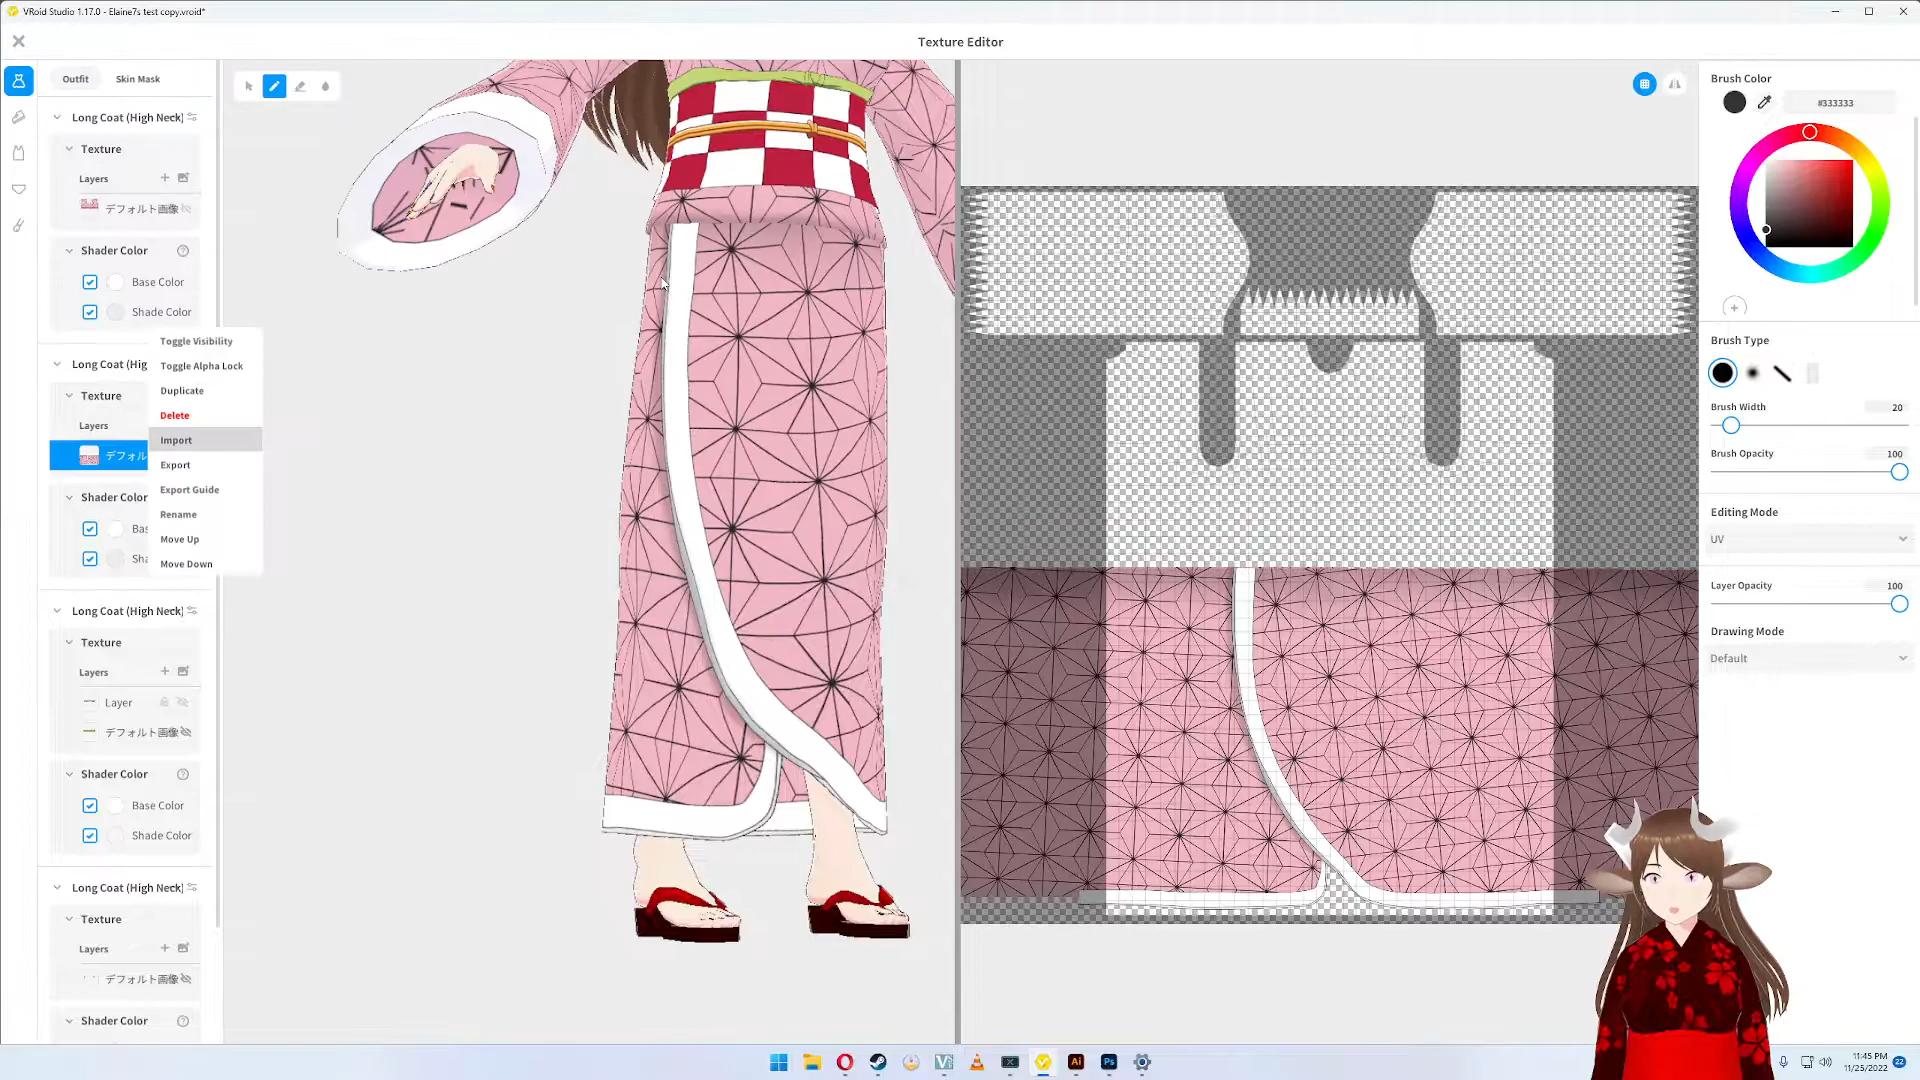 VRoid Studio 1.17.0 - Elaine7s test copy.vroid*
Texture Editor
Outfit
Skin Mask
Long Coat (High Neck)
Texture
Layers
デフォルト画像
Shader Color
Base Color
Shade Color
Long Coat (Hig
Texture
Layers
デフォル
Shader Color
Bas
Sha
Toggle Visibility
Toggle Alpha Lock
Duplicate
Delete
Import
Export
Export Guide
Rename
Move Up
Move Down
Long Coat (High Neck)
Texture
Layers
Layer
デフォルト画像
Shader Color
Base Color
Shade Color
Long Coat (High Neck)
Texture
Layers
デフォルト画像
Shader Color
Brush Color
#333333
Brush Type
Brush Width
20
Brush Opacity
100
Editing Mode
UV
Layer Opacity
100
Drawing Mode
Default
Ai
Ps
11:45 PM
11/25/2022
22